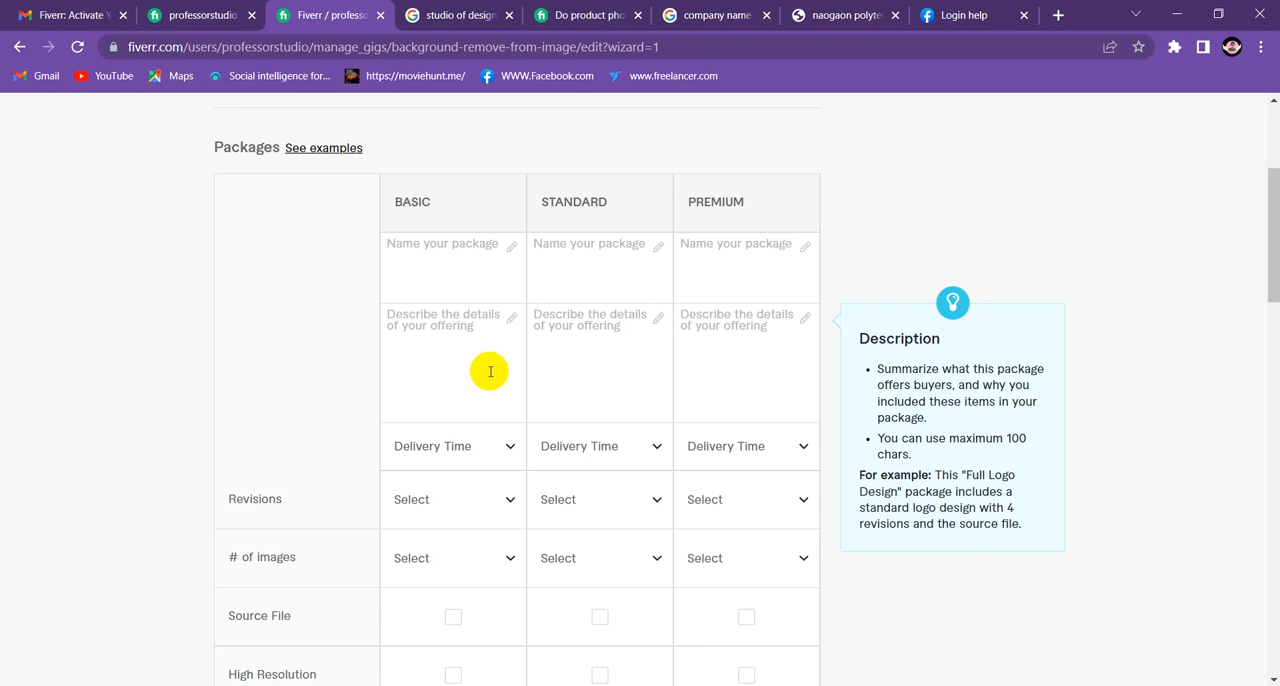 Fiverr: Activate Y
professorstudio
Fiverr / profess
studio of design
Do product pho
company name
naogaon polyte
Login help
fiverr.com/users/professorstudio/manage_gigs/background-remove-from-image/edit?wizard=1
Gmail
YouTube
Maps
Social intelligence for...
https://moviehunt.me/
WWW.Facebook.com
www.freelancer.com
Packages See examples
BASIC
STANDARD
PREMIUM
Name your package
Name your package
Name your package
Describe the details
of your offering
Describe the details
of your offering
Describe the details
of your offering
Delivery Time
Delivery Time
Delivery Time
Revisions
Select
Select
Select
# of images
Select
Select
Select
Source File
High Resolution
Description
• Summarize what this package
offers buyers, and why you
included these items in your
package.
• You can use maximum 100
chars.
For example: This "Full Logo
Design" package includes a
standard logo design with 4
revisions and the source file.